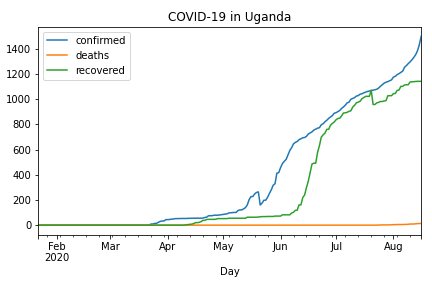 COVID-19 in Uganda
confirmed
deaths
recovered
1400
1200
1000
800
600
400
200
0
Feb Mar Apr May Jun Jul Aug
2020
Day